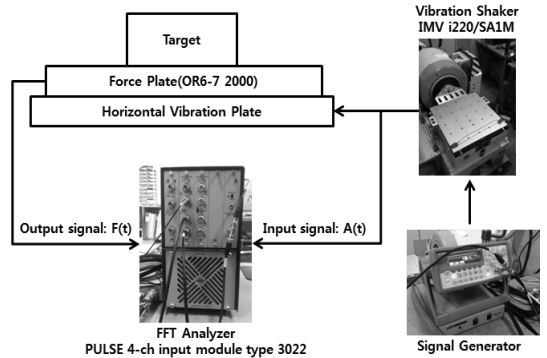 Vibration Shaker
IMV i220/SA1M
Target
Force Plate(OR6-7 2000)
Horizontal Vibration Plate
Output signal: F(t)
Input signal: A(t)
FFT Analyzer
PULSE 4-ch input module type 3022
Signal Generator